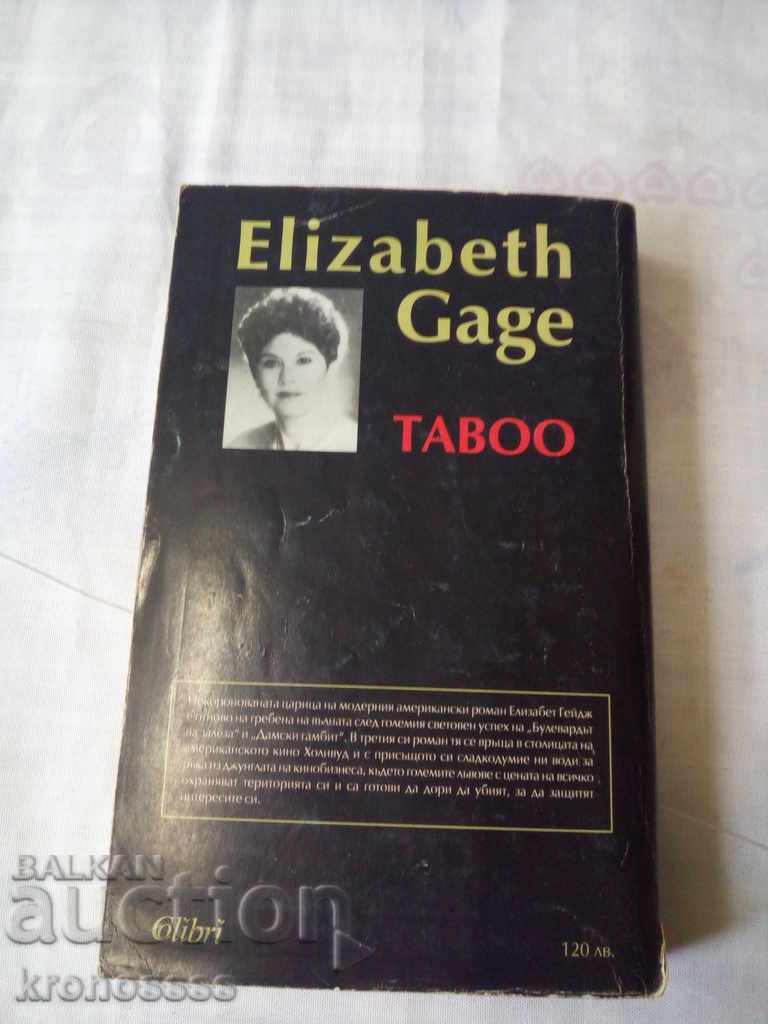 Elizabeth
Gage
TABOO
Некоронованата царица на модерния американски роман Елизабет Гейдж
отново на гребена на вълната след големия световен успех на „Булевардът
на „ и „Дамски гамбит“. В третия си роман тя се връща в столицата на
американското кино Холивуд и с присъщото си сладкодумие ни води за
ръка из джунглата на кинобизнеса, където големите лъвове с цената на всичко
охраняват територията си и са готови да дори да убият, за да защитят
интересите си.
Colibri
120 лв.
BALKAN
auction
kronossss